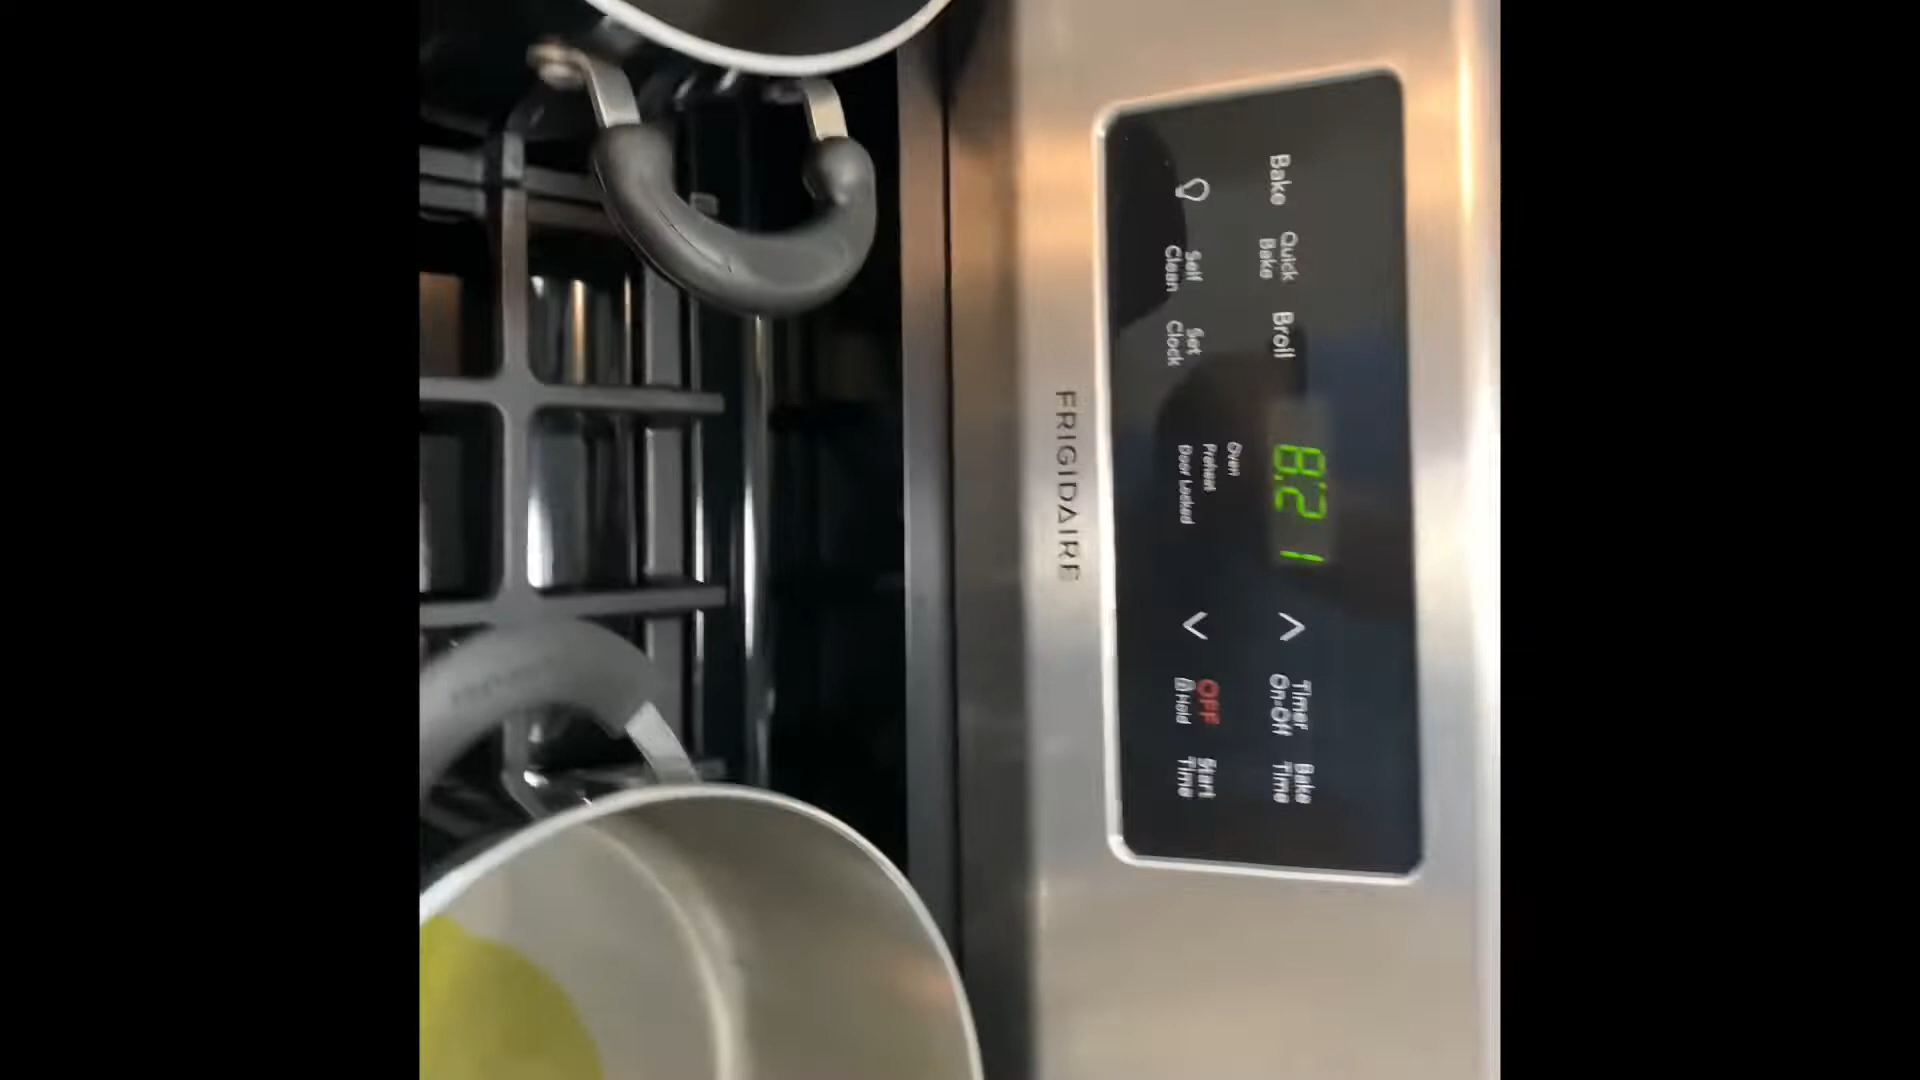 Bake
Quick
Bake
Broil
8:21
Timer
On•Off
Bake
Time
Self
Clean
Set
Clock
Oven
Preheat
Door Locked
OFF
Hold
Start
Time
FRIGIDAIRE